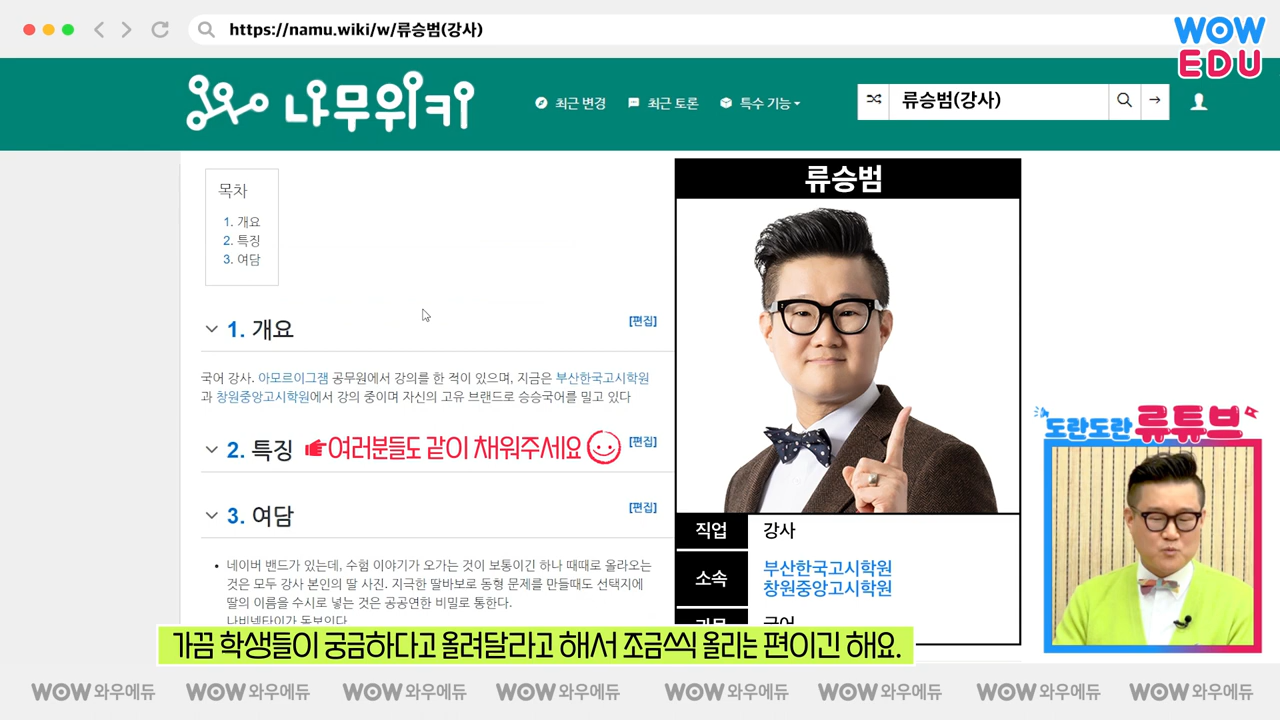 https://namu.wiki/w/류승범(강사)
WOW
EDU
나무위키
최근 변경
최근 토론
특수 기능
류승범(강사)
목차
1. 개요
2. 특징
3. 여담
1. 개요
[편집]
국어 강사. 아모르이그잼 공무원에서 강의를 한 적이 있으며, 지금은 부산한국고시학원
과 창원중앙고시학원에서 강의 중이며 자신의 고유 브랜드로 승승국어를 밀고 있다
2. 특징
여러분들도 같이 채워주세요
[편집]
3. 여담
[편집]
네이버 밴드가 있는데, 수험 이야기가 오가는 것이 보통이긴 하나 때때로 올라오는
것은 모두 강사 본인의 딸 사진. 지극한 딸바보로 동형 문제를 만들때도 선택지에
딸의 이름을 수시로 넣는 것은 공공연한 비밀로 통한다.
나비넥타이가 돋보인다
류승범
직업
강사
소속
부산한국고시학원
창원중앙고시학원
과목
국어
도란도란 류튜브
가끔 학생들이 궁금하다고 올려달라고 해서 조금씩 올리는 편이긴 해요.
WOW 와우에듀 WOW 와우에듀 WOW 와우에듀 WOW 와우에듀 WOW 와우에듀 WOW 와우에듀 WOW 와우에듀 WOW 와우에듀